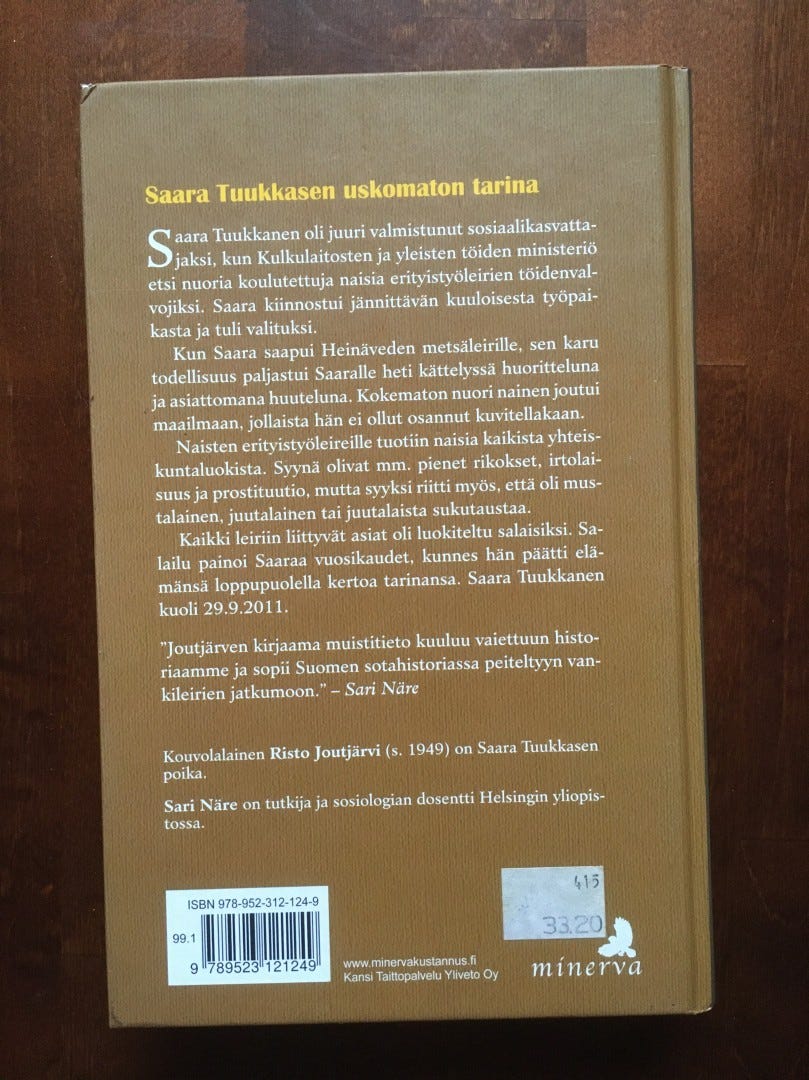 Saara Tuukkasen uskomaton tarina
Saara Tuukkanen oli juuri valmistunut sosiaalikasvatta-
jaksi, kun Kulkulaitosten ja yleisten töiden ministeriö
etsi nuoria koulutettuja naisia erityistyöleirien töidenval-
vojiksi. Saara kiinnostui jännittävän kuuloisesta työpai-
kasta ja tuli valituksi.
Kun Saara saapui Heinäveden metsäleirille, sen karu
todellisuus paljastui Saaralle heti kättelyssä huoritteluna
ja asiattomana huuteluna. Kokematon nuori nainen joutui
maailmaan, jollaista hän ei ollut osannut kuvitellakaan.
Naisten erityistyöleireille tuotiin naisia kaikista yhteis-
kuntaluokista. Syynä olivat mm. pienet rikokset, irtolai-
suus ja prostituutio, mutta syyksi riitti myös, että oli mus-
talainen, juutalainen tai juutalaista sukutaustaa.
Kaikki leiriin liittyvät asiat oli luokiteltu salaisiksi. Sa-
lailu painoi Saaraa vuosikaudet, kunnes hän päätti elä-
mänsä loppupuolella kertoa tarinansa. Saara Tuukkanen
kuoli 29.9.2011.
”Joutjärven kirjaama muistitieto kuuluu vaiettuun histo-
riaamme ja sopii Suomen sotahistoriassa peiteltyyn van-
kileirien jatkumoon.” – Sari Näre
Kouvolalainen Risto Joutjärvi (s. 1949) on Saara Tuukkasen
poika.
Sari Näre on tutkija ja sosiologian dosentti Helsingin yliopis-
tossa.
ISBN 978-952-312-124-9
99.1
9 789523 121249
www.minervakustannus.fi
Kansi Taittopalvelu Yliveto Oy
415
33.20
minerva